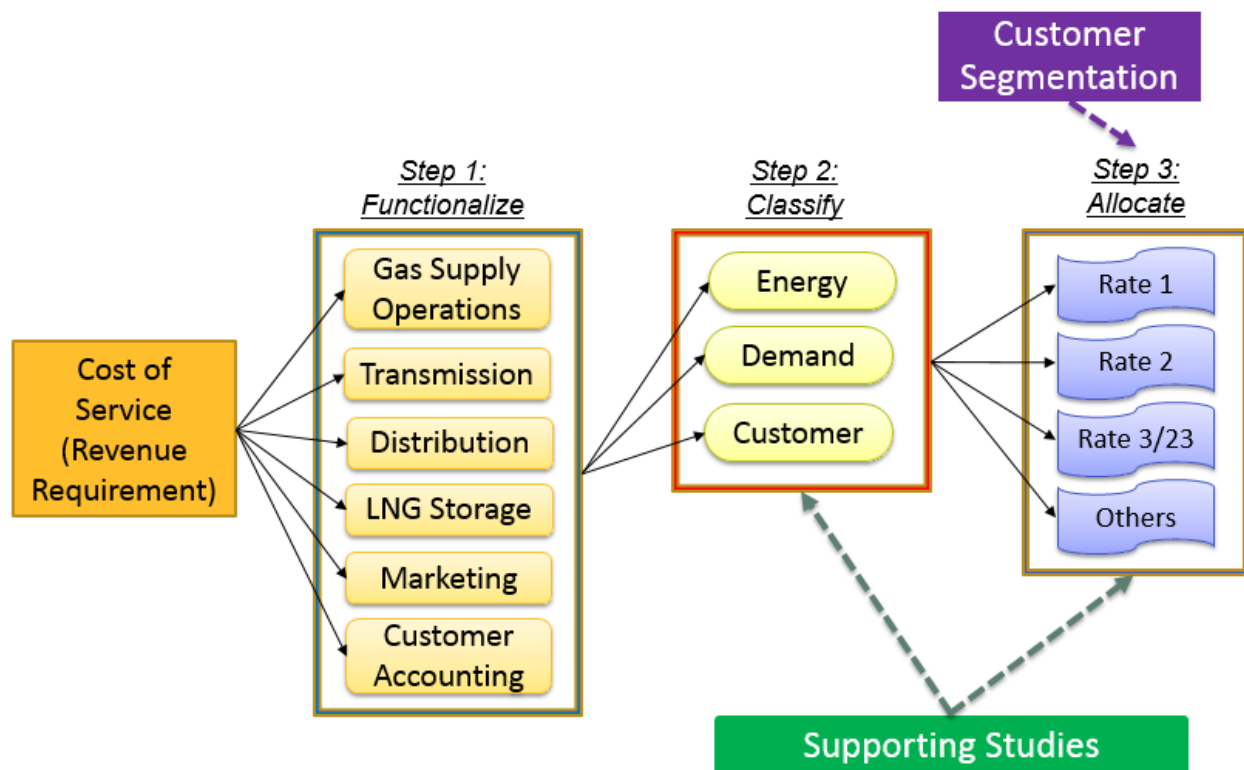 Customer
Segmentation
Step 1:
Functionalize
Step 2:
Classify
Step 3:
Allocate
Cost of
Service
(Revenue
Requirement)
Gas Supply
Operations
Transmission
Distribution
LNG Storage
Marketing
Customer
Accounting
Energy
Demand
Customer
Rate 1
Rate 2
Rate 3/23
Others
Supporting Studies